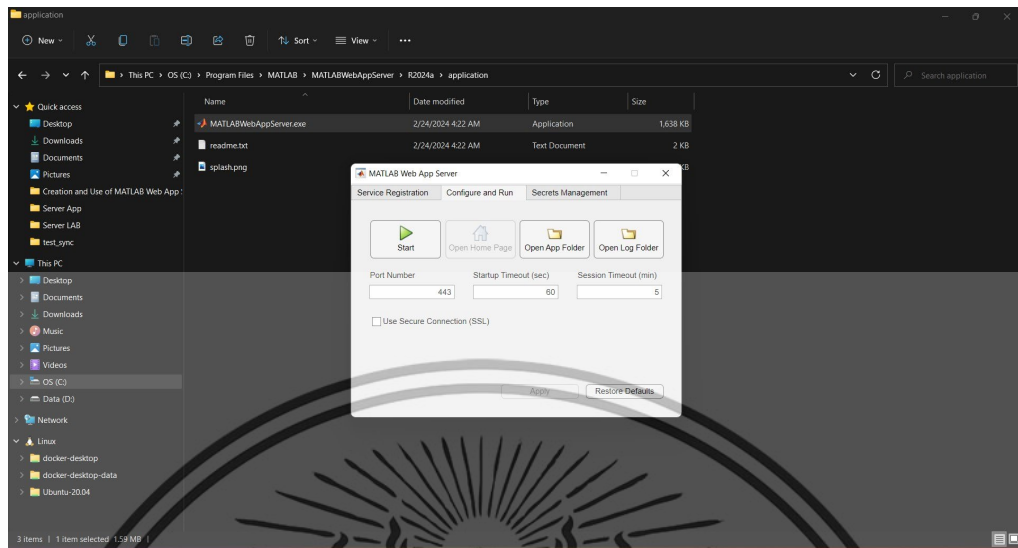 application
New
Sort
View
This PC > OS (C:) > Program Files > MATLAB > MATLABWebAppServer > R2024a > application
Search application
Quick access
Desktop
Downloads
Documents
Pictures
Creation and Use of MATLAB Web App
Server App
Server LAB
test_sync
This PC
Desktop
Documents
Downloads
Music
Pictures
Videos
OS (C:)
Data (D:)
Network
Linux
docker-desktop
docker-desktop-data
Ubuntu-20.04
Name Date modified Type Size
MATLABWebAppServer.exe 2/24/2024 4:22 AM Application 1,638 KB
readme.txt 2/24/2024 4:22 AM Text Document 2 KB
splash.png KB
MATLAB Web App Server
Service Registration Configure and Run Secrets Management
Start Open Home Page Open App Folder Open Log Folder
Port Number Startup Timeout (sec) Session Timeout (min)
443 60 5
Use Secure Connection (SSL)
Apply Restore Defaults
3 items | 1 item selected 1.59 MB |